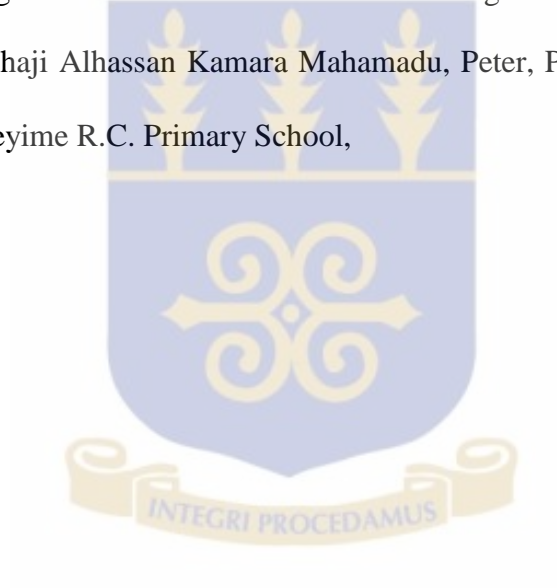 haji Alhassan Kamara Mahamadu, Peter, P
eyime R.C. Primary School,
INTEGRI PROCEDAMUS